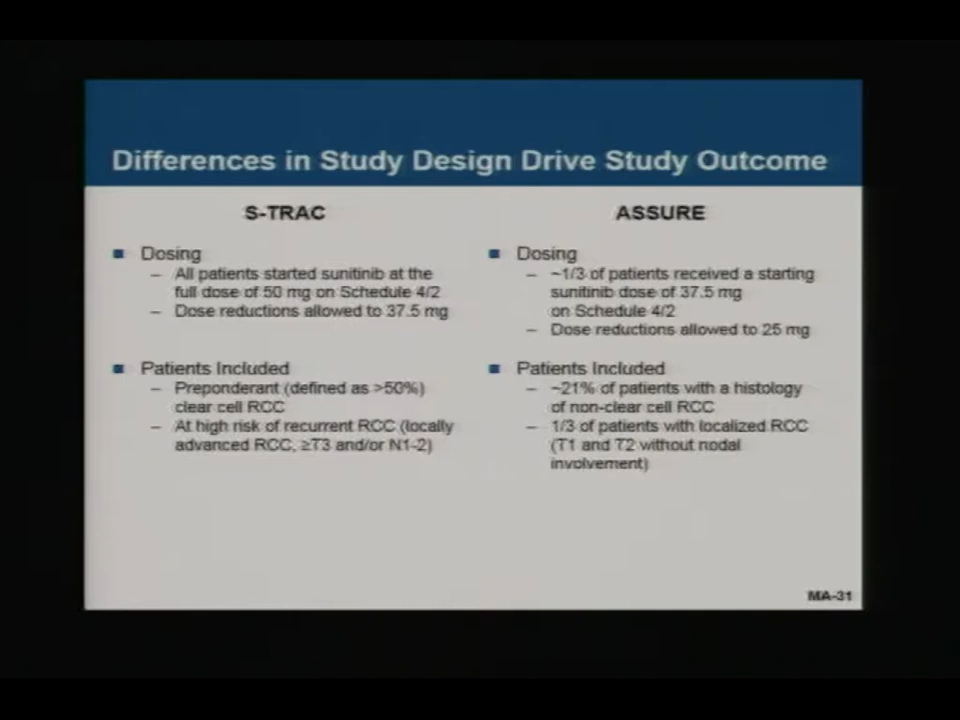 Differences in Study Design Drive Study Outcome
S-TRAC
■ Dosing
– All patients started sunitinib at the
full dose of 50 mg on Schedule 4/2
– Dose reductions allowed to 37.5 mg
■ Patients Included
– Preponderant (defined as >50%)
clear cell RCC
– At high risk of recurrent RCC (locally
advanced RCC, ≥T3 and/or N1-2)
ASSURE
■ Dosing
– ~1/3 of patients received a starting
sunitinib dose of 37.5 mg
on Schedule 4/2
– Dose reductions allowed to 25 mg
■ Patients Included
– ~21% of patients with a histology
of non-clear cell RCC
– 1/3 of patients with localized RCC
(T1 and T2 without nodal
involvement)
MA-31